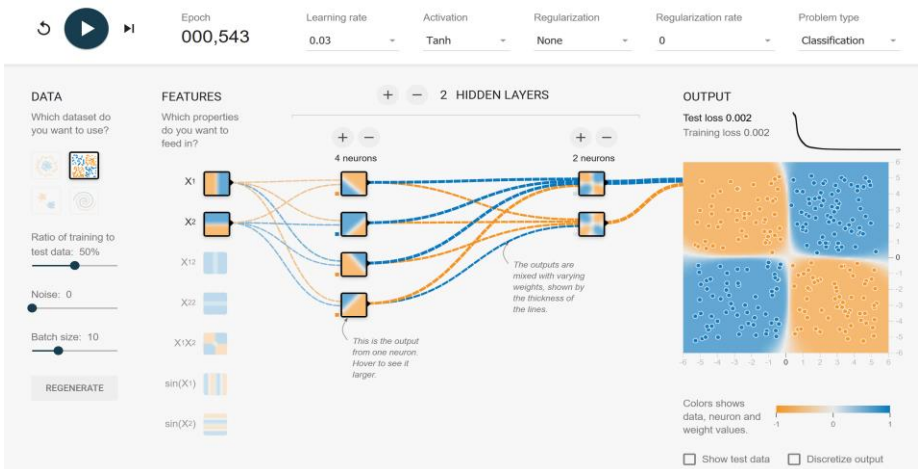 Epoch
000,543
Learning rate
0.03
Activation
Tanh
Regularization
None
Regularization rate
0
Problem type
Classification
DATA
Which dataset do
you want to use?
Ratio of training to
test data: 50%
Noise: 0
Batch size: 10
REGENERATE
FEATURES
Which properties
do you want to
feed in?
X1
X2
X12
X22
X1X2
sin(X1)
sin(X2)
+ − 2 HIDDEN LAYERS
+ −
4 neurons
+ −
2 neurons
The outputs are
mixed with varying
weights, shown by
the thickness of
the lines.
This is the output
from one neuron.
Hover to see it
larger.
OUTPUT
Test loss 0.002
Training loss 0.002
6
5
4
3
2
1
0
-1
-2
-3
-4
-5
-6
-6 -5 -4 -3 -2 -1 0 1 2 3 4 5 6
Colors shows
data, neuron and
weight values.
-1 0 1
Show test data
Discretize output